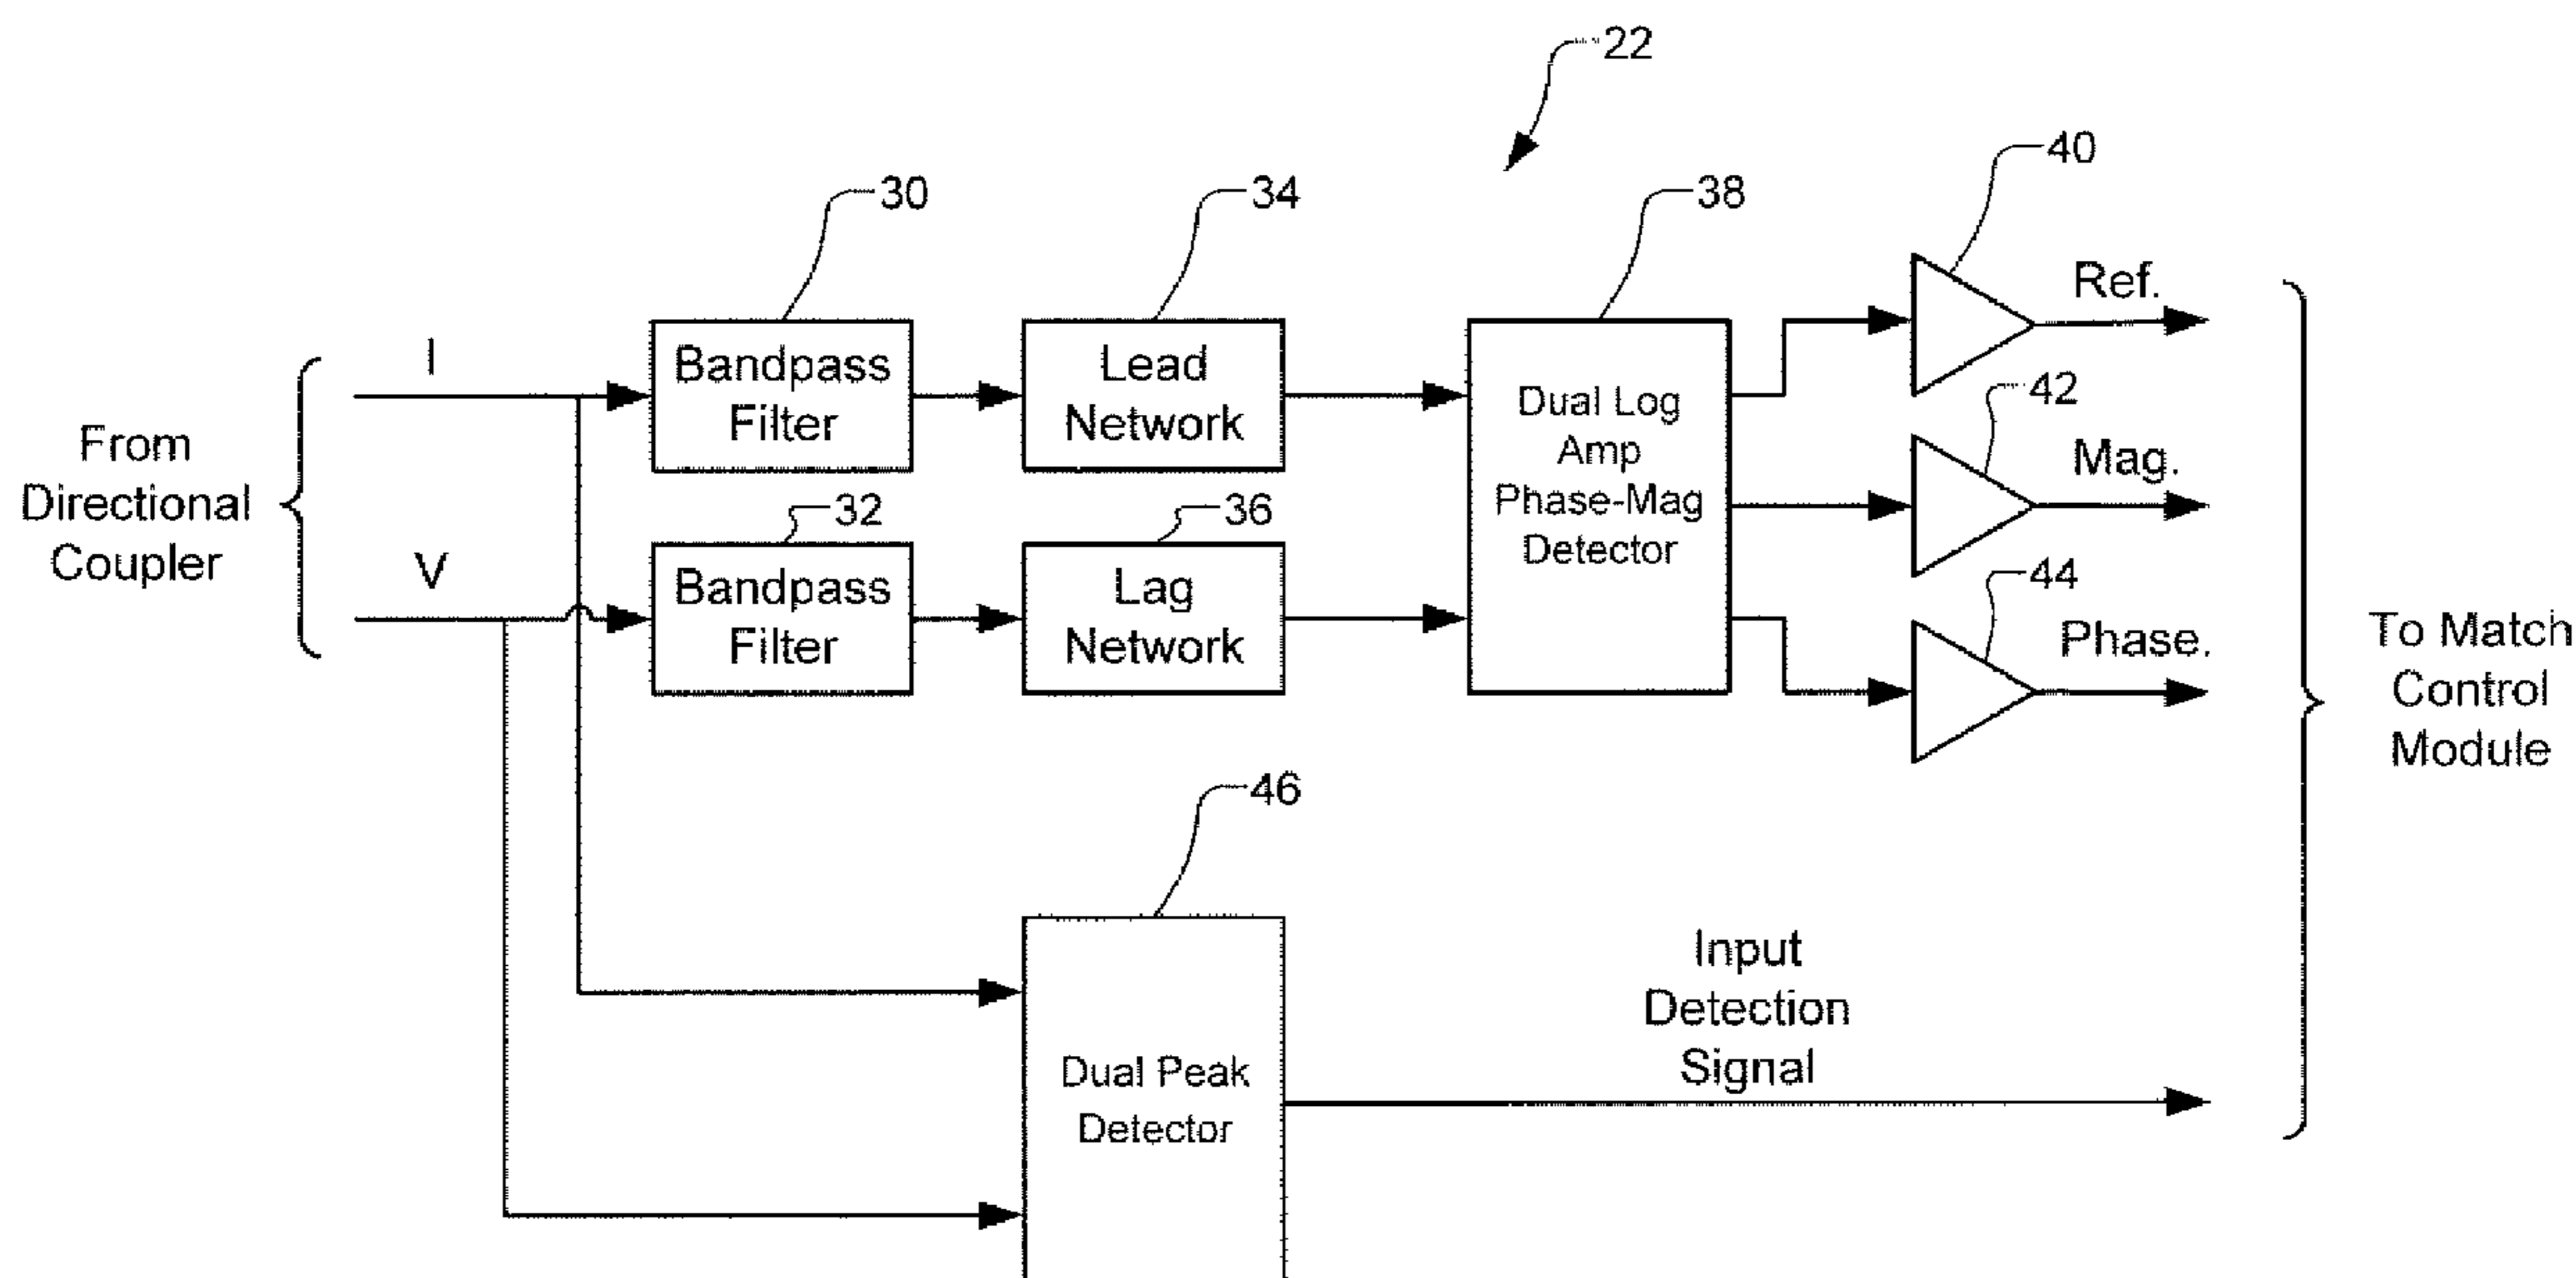 22
40
30
34
38
Ref.
I
Bandpass
Filter
Lead
Network
Dual Log
Amp
Phase-Mag
Detector
42
Mag.
From
Directional
Coupler
32
36
44
V
Bandpass
Filter
Lag
Network
Phase.
To Match
Control
Module
46
Input
Detection
Signal
Dual Peak
Detector